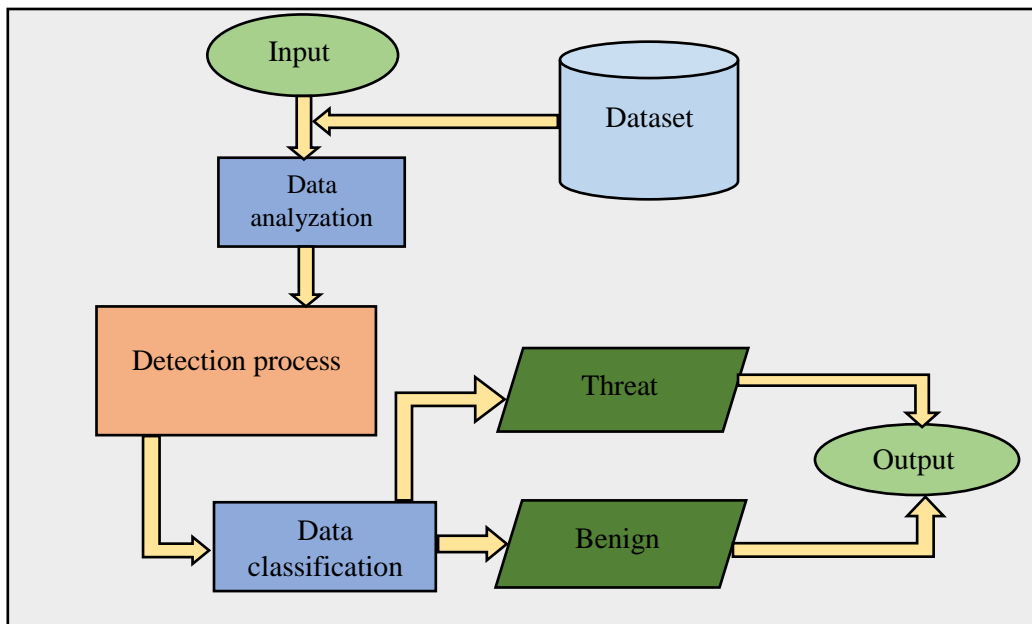 Input
Dataset
Data
analyzation
Detection process
Threat
Output
Data
classification
Benign